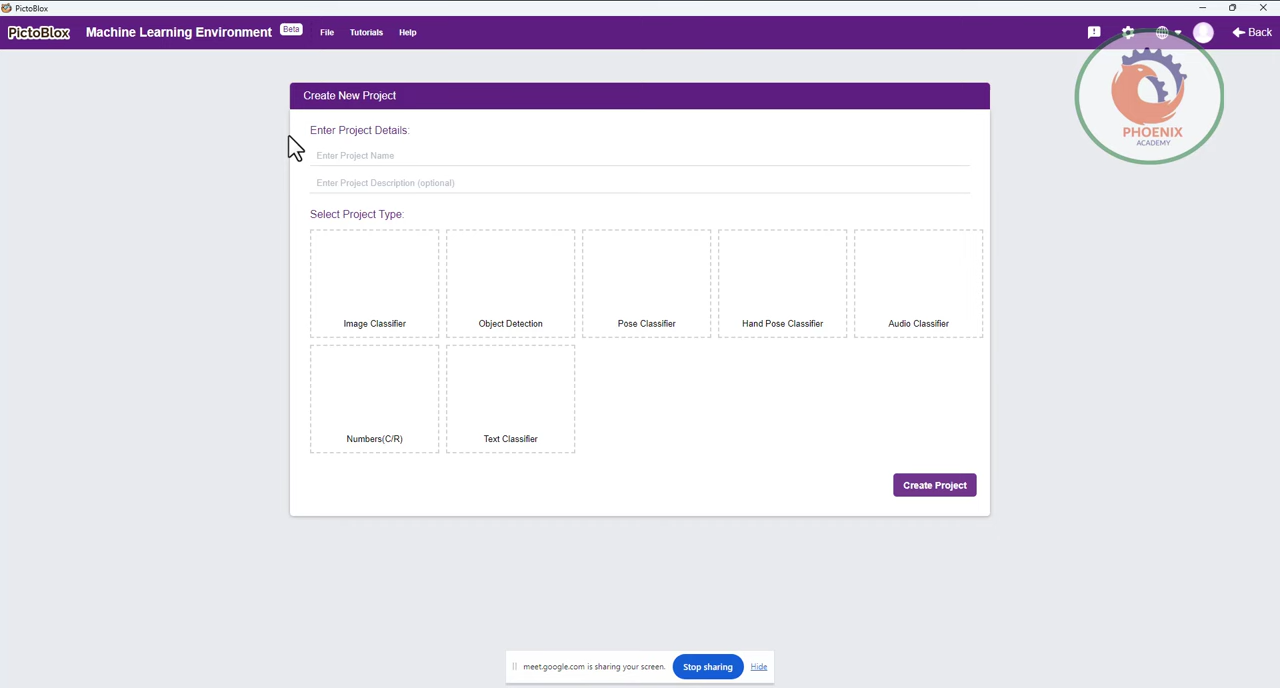 PictoBlox
PictoBlox Machine Learning Environment Beta File Tutorials Help Back
PHOENIX
ACADEMY
Create New Project
Enter Project Details:
Enter Project Name
Enter Project Description (optional)
Select Project Type:
Image Classifier Object Detection Pose Classifier Hand Pose Classifier Audio Classifier
Numbers(C/R) Text Classifier
Create Project
meet.google.com is sharing your screen. Stop sharing Hide